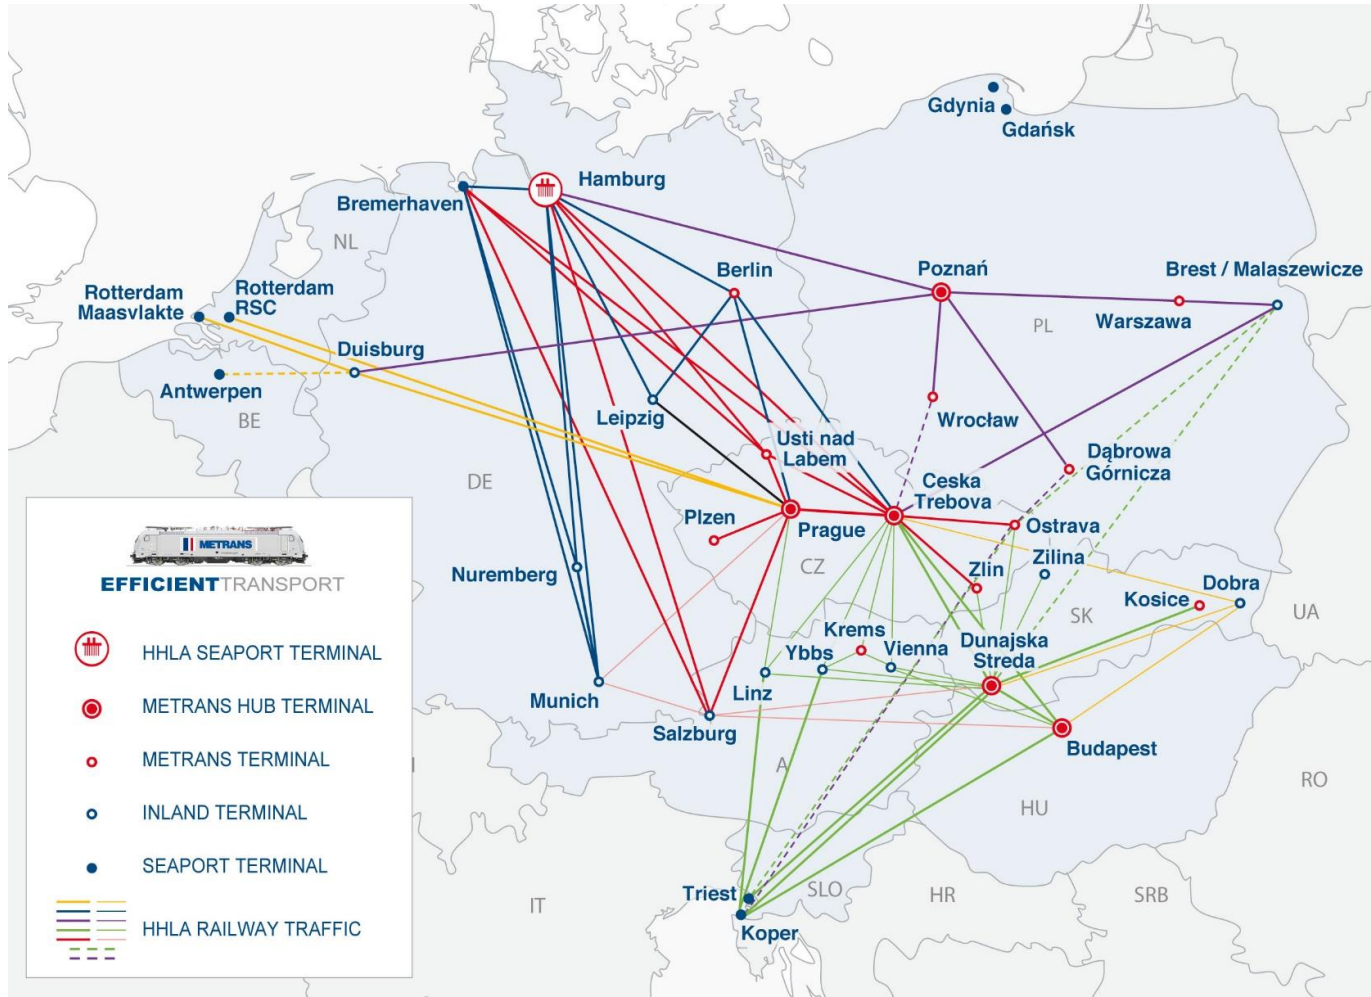 Gdynia
Gdańsk
Hamburg
Bremerhaven
NL
Berlin
Poznań
Brest / Malaszewicze
Rotterdam
Maasvlakte
Rotterdam
RSC
Warszawa
PL
Duisburg
Antwerpen
BE
Leipzig
Wrocław
Usti nad
Labem
Dąbrowa
Górnicza
DE
Ceska
Trebova
Plzen
Prague
Ostrava
Zilina
CZ
Nuremberg
Zlin
Dobra
Kosice
SK
UA
Krems
Ybbs
Vienna
Dunajska
Streda
Linz
Munich
Salzburg
Budapest
A
RO
HU
Triest
SLO
HR
SRB
IT
Koper
METRANS
EFFICIENTTRANSPORT
HHLA SEAPORT TERMINAL
METRANS HUB TERMINAL
METRANS TERMINAL
INLAND TERMINAL
SEAPORT TERMINAL
HHLA RAILWAY TRAFFIC